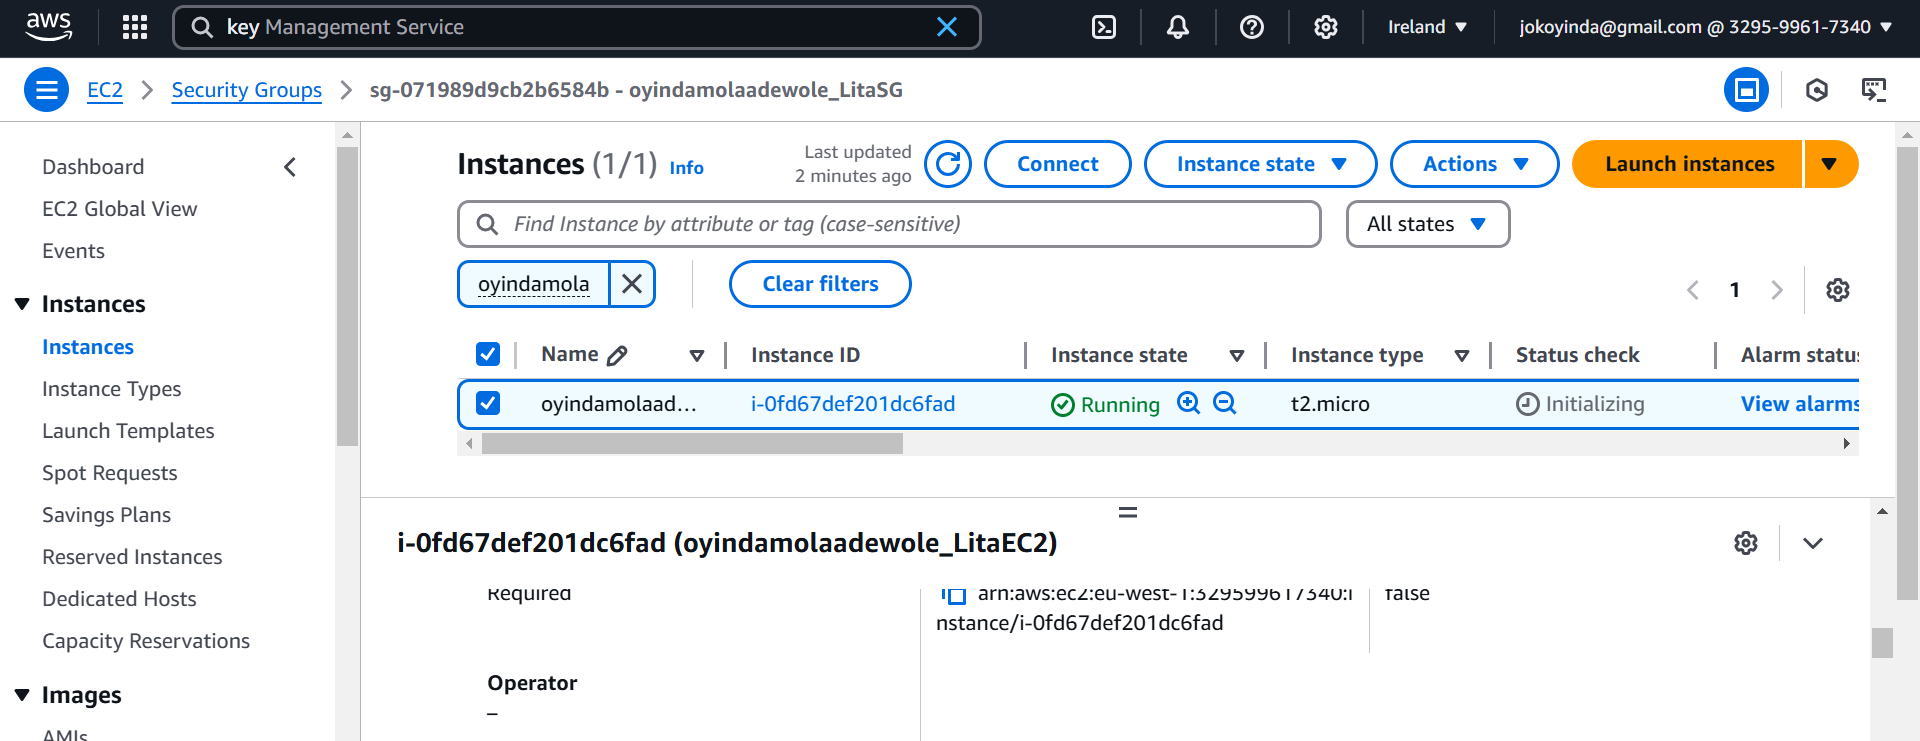 aws
key Management Service
Ireland
jokoyinda@gmail.com @ 3295-9961-7340
EC2
Security Groups
sg-071989d9cb2b6584b - oyindamolaadewole_LitaSG
Dashboard
EC2 Global View
Events
Instances
Instances
Instance Types
Launch Templates
Spot Requests
Savings Plans
Reserved Instances
Dedicated Hosts
Capacity Reservations
Images
AMIs
Instances (1/1) Info
Last updated
2 minutes ago
Connect
Instance state
Actions
Launch instances
Find Instance by attribute or tag (case-sensitive)
All states
oyindamola
Clear filters
1
Name Instance ID Instance state Instance type Status check Alarm statu
oyindamolaad... i-0fd67def201dc6fad Running t2.micro Initializing View alarms
i-0fd67def201dc6fad (oyindamolaadewole_LitaEC2)
Required
arn:aws:ec2:eu-west-1:329599617340:i
nstance/i-0fd67def201dc6fad
false
Operator
–